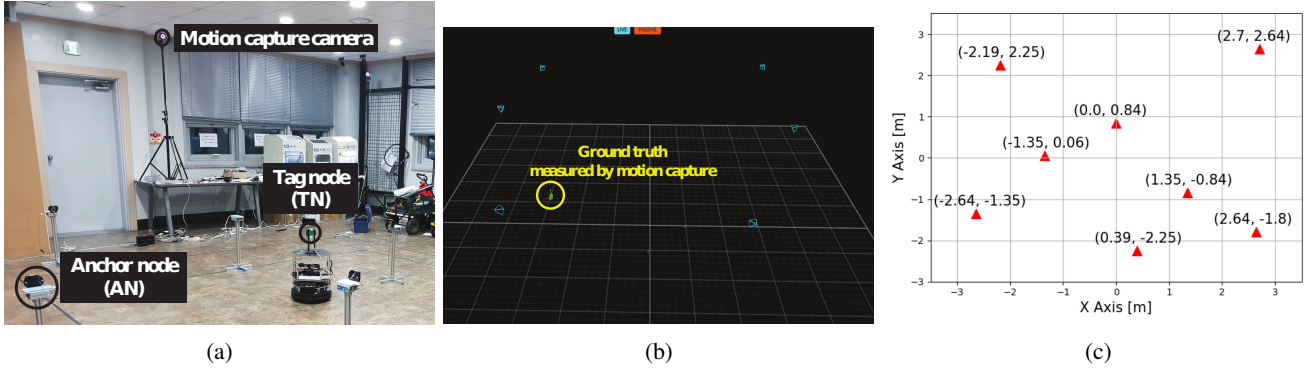 Motion capture camera
Tag node
(TN)
Anchor node
(AN)
(a)
LIVE PASSIVE
Ground truth
measured by motion capture
(b)
(2.7, 2.64)
(-2.19, 2.25)
(0.0, 0.84)
(-1.35, 0.06)
(1.35, -0.84)
(-2.64, -1.35)
(2.64, -1.8)
(0.39, -2.25)
3
2
1
0
−1
−2
−3
Y Axis [m]
−3 −2 −1 0 1 2 3
X Axis [m]
(c)